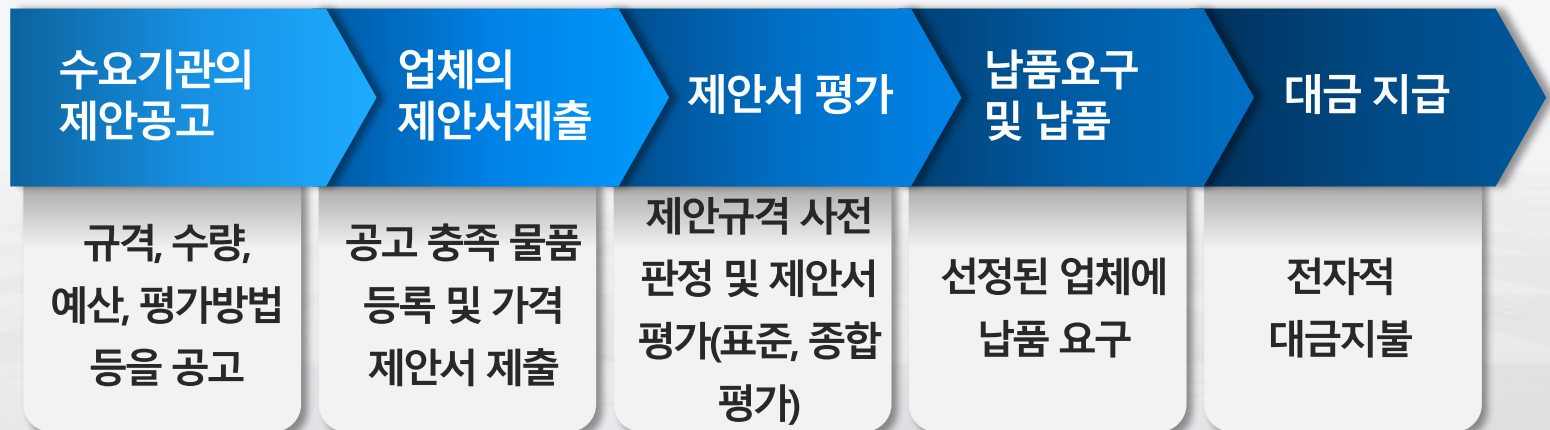 수요기관의
제안공고
업체의
제안서제출
제안서 평가
납품요구
및 납품
대금 지급
규격, 수량,
예산, 평가방법
등을 공고
공고 충족 물품
등록 및 가격
제안서 제출
제안규격 사전
판정 및 제안서
평가(표준, 종합
평가)
선정된 업체에
납품 요구
전자적
대금지불